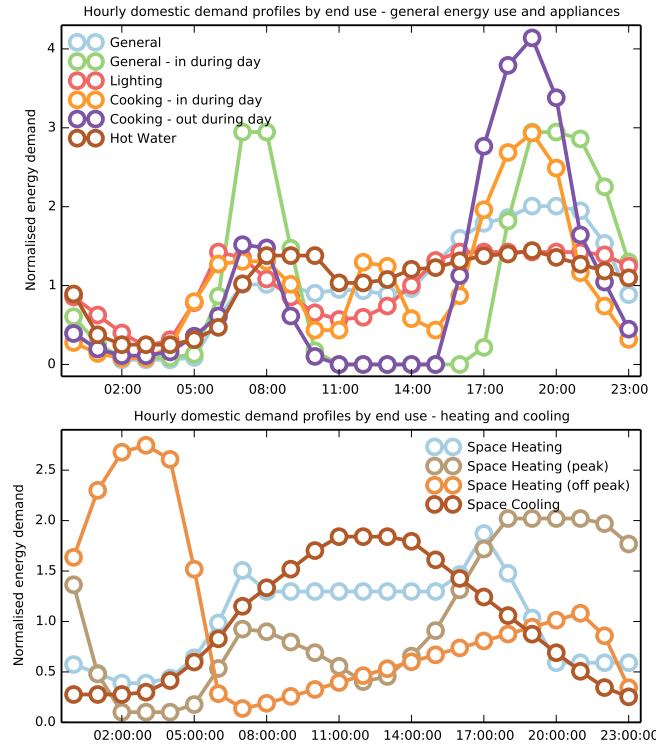 Hourly domestic demand profiles by end use - general energy use and appliances
Normalised energy demand
4
3
2
1
0
General
General - in during day
Lighting
Cooking - in during day
Cooking - out during day
Hot Water
02:00 05:00 08:00 11:00 14:00 17:00 20:00 23:00
Hourly domestic demand profiles by end use - heating and cooling
Normalised energy demand
2.5
2.0
1.5
1.0
0.5
0.0
Space Heating
Space Heating (peak)
Space Heating (off peak)
Space Cooling
02:00:00 05:00:00 08:00:00 11:00:00 14:00:00 17:00:00 20:00:00 23:00:00